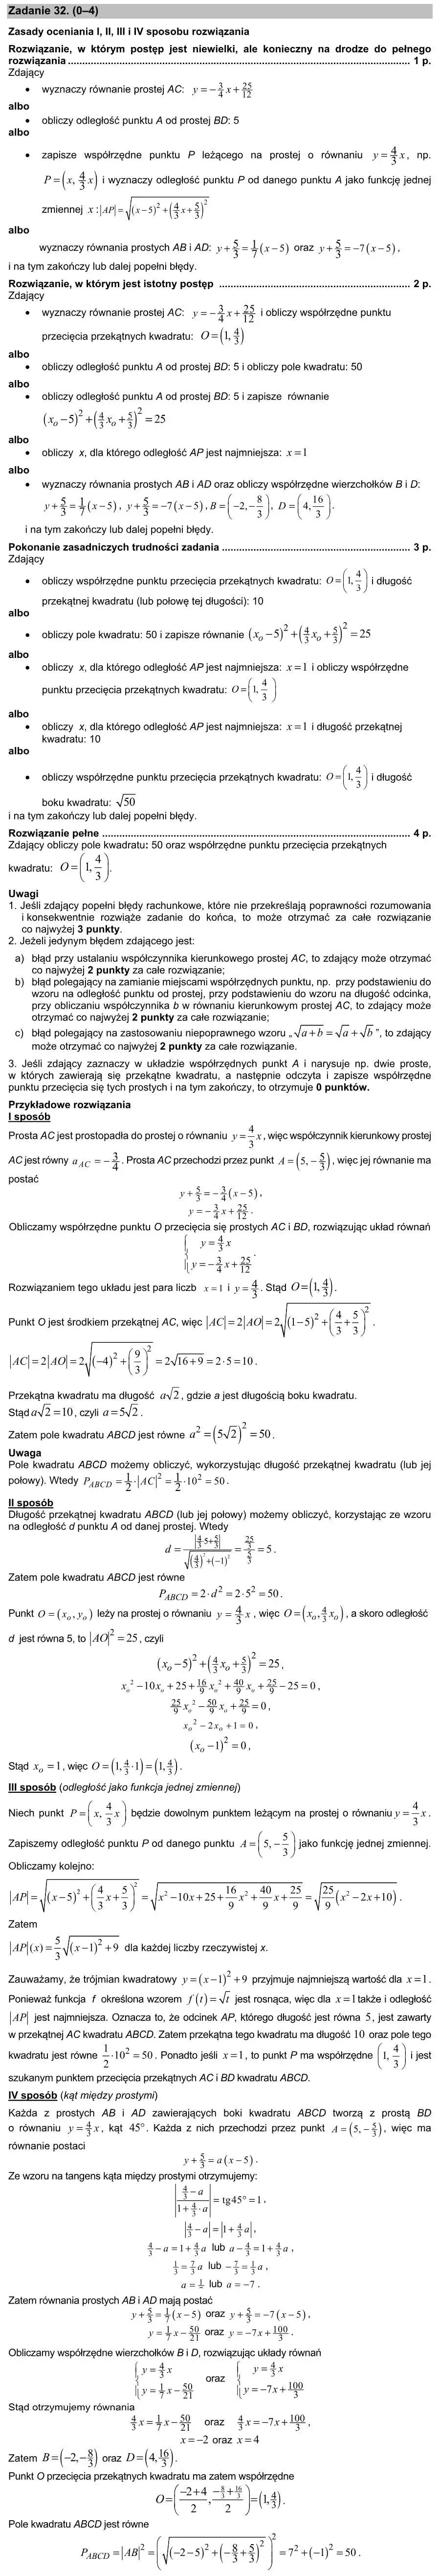 Zadanie 32. (0–4)
Zasady oceniania I, II, III i IV sposobu rozwiązania
Rozwiązanie, w którym postęp jest niewielki, ale konieczny na drodze do pełnego
rozwiązania ........................................................................ 1 p.
Zdający
• wyznaczy równanie prostej AC: y = −3/4 x + 25/12
albo
• obliczy odległość punktu A od prostej BD: 5
albo
• zapisze współrzędne punktu P leżącego na prostej o równaniu y = 4/3 x, np.
P = (x, 4/3 x) i wyznaczy odległość punktu P od danego punktu A jako funkcję jednej
zmiennej x: |AP| = √((x−5)² + (4/3 x + 5/3)²)
albo
wyznaczy równania prostych AB i AD: y + 5/3 = 1/7 (x−5) oraz y + 5/3 = −7(x−5),
i na tym zakończy lub dalej popełni błędy.
Rozwiązanie, w którym jest istotny postęp ........................................ 2 p.
Zdający
• wyznaczy równanie prostej AC: y = −3/4 x + 25/12 i obliczy współrzędne punktu
przecięcia przekątnych kwadratu: O = (1, 4/3)
albo
• obliczy odległość punktu A od prostej BD: 5 i obliczy pole kwadratu: 50
albo
• obliczy odległość punktu A od prostej BD: 5 i zapisze równanie
(x_o − 5)² + (4/3 x_o + 5/3)² = 25
albo
• obliczy x, dla którego odległość AP jest najmniejsza: x = 1
albo
• wyznaczy równania prostych AB i AD oraz obliczy współrzędne wierzchołków B i D:
y + 5/3 = 1/7 (x−5), y + 5/3 = −7(x−5), B = (−2, −8/3), D = (4, 16/3).
i na tym zakończy lub dalej popełni błędy.
Pokonanie zasadniczych trudności zadania ........................................ 3 p.
Zdający
• obliczy współrzędne punktu przecięcia przekątnych kwadratu: O = (1, 4/3) i długość
przekątnej kwadratu (lub połowę tej długości): 10
albo
• obliczy pole kwadratu: 50 i zapisze równanie (x_o − 5)² + (4/3 x_o + 5/3)² = 25
albo
• obliczy x, dla którego odległość AP jest najmniejsza: x = 1 i obliczy współrzędne
punktu przecięcia przekątnych kwadratu: O = (1, 4/3)
albo
• obliczy x, dla którego odległość AP jest najmniejsza: x = 1 i długość przekątnej
kwadratu: 10
albo
• obliczy współrzędne punktu przecięcia przekątnych kwadratu: O = (1, 4/3) i długość
boku kwadratu: √50
i na tym zakończy lub dalej popełni błędy.
Rozwiązanie pełne ........................................................................ 4 p.
Zdający obliczy pole kwadratu: 50 oraz współrzędne punktu przecięcia przekątnych
kwadratu: O = (1, 4/3).
Uwagi
1. Jeśli zdający popełni błędy rachunkowe, które nie przekreślają poprawności rozumowania
i konsekwentnie rozwiąże zadanie do końca, to może otrzymać za całe rozwiązanie
co najwyżej 3 punkty.
2. Jeżeli jedynym błędem zdającego jest:
a) błąd przy ustalaniu współczynnika kierunkowego prostej AC, to zdający może otrzymać
co najwyżej 2 punkty za całe rozwiązanie;
b) błąd polegający na zamianie miejscami współrzędnych punktu, np. przy podstawieniu do
wzoru na odległość punktu od prostej, przy podstawieniu do wzoru na długość odcinka,
przy obliczaniu współczynnika b w równaniu kierunkowym prostej AC, to zdający może
otrzymać co najwyżej 2 punkty za całe rozwiązanie;
c) błąd polegający na zastosowaniu niepoprawnego wzoru „√(a+b) = √a + √b”, to zdający
może otrzymać co najwyżej 2 punkty za całe rozwiązanie.
3. Jeśli zdający zaznaczy w układzie współrzędnych punkt A i narysuje np. dwie proste,
w których zawierają się przekątne kwadratu, a następnie odczyta i zapisze współrzędne
punktu przecięcia się tych prostych i na tym zakończy, to otrzymuje 0 punktów.
Przykładowe rozwiązania
I sposób
Prosta AC jest prostopadła do prostej o równaniu y = 4/3 x, więc współczynnik kierunkowy prostej
AC jest równy a_AC = −3/4. Prosta AC przechodzi przez punkt A = (5, −5/3), więc jej równanie ma
postać
y + 5/3 = −3/4 (x−5),
y = −3/4 x + 25/12.
Obliczamy współrzędne punktu O przecięcia się prostych AC i BD, rozwiązując układ równań
{ y = 4/3 x
y = −3/4 x + 25/12 .
Rozwiązaniem tego układu jest para liczb x = 1 i y = 4/3. Stąd O = (1, 4/3).
Punkt O jest środkiem przekątnej AC, więc |AC| = 2|AO| = 2√((1−5)² + (4/3 + 5/3)²).
|AC| = 2|AO| = 2√((−4)² + (9/3)²) = 2√(16+9) = 2·5 = 10.
Przekątna kwadratu ma długość a√2, gdzie a jest długością boku kwadratu.
Stąd a√2 = 10, czyli a = 5√2.
Zatem pole kwadratu ABCD jest równe a² = (5√2)² = 50.
Uwaga
Pole kwadratu ABCD możemy obliczyć, wykorzystując długość przekątnej kwadratu (lub jej
połowy). Wtedy P_ABCD = 1/2 · |AC|² = 1/2 · 10² = 50.
II sposób
Długość przekątnej kwadratu ABCD (lub jej połowy) możemy obliczyć, korzystając ze wzoru
na odległość d punktu A od danej prostej. Wtedy
d = |4/3·5 + 5/3| / √((4/3)² + (−1)²) = (25/3)/(5/3) = 5.
Zatem pole kwadratu ABCD jest równe
P_ABCD = 2·d² = 2·5² = 50.
Punkt O = (x_o, y_o) leży na prostej o równaniu y = 4/3 x, więc O = (x_o, 4/3 x_o), a skoro odległość
d jest równa 5, to |AO|² = 25, czyli
(x_o − 5)² + (4/3 x_o + 5/3)² = 25,
x_o² − 10x_o + 25 + 16/9 x_o² + 40/9 x_o + 25/9 − 25 = 0,
25/9 x_o² − 50/9 x_o + 25/9 = 0,
x_o² − 2x_o + 1 = 0,
(x_o − 1)² = 0,
Stąd x_o = 1, więc O = (1, 4/3·1) = (1, 4/3).
III sposób (odległość jako funkcja jednej zmiennej)
Niech punkt P = (x, 4/3 x) będzie dowolnym punktem leżącym na prostej o równaniu y = 4/3 x.
Zapiszemy odległość punktu P od danego punktu A = (5, −5/3) jako funkcję jednej zmiennej.
Obliczamy kolejno:
|AP| = √((x−5)² + (4/3 x + 5/3)²) = √(x² − 10x + 25 + 16/9 x² + 40/9 x + 25/9) = √(25/9 (x² − 2x + 10)).
Zatem
|AP|(x) = 5/3 √((x−1)² + 9) dla każdej liczby rzeczywistej x.
Zauważamy, że trójmian kwadratowy y = (x−1)² + 9 przyjmuje najmniejszą wartość dla x = 1.
Ponieważ funkcja f określona wzorem f(t) = √t jest rosnąca, więc dla x = 1 także i odległość
|AP| jest najmniejsza. Oznacza to, że odcinek AP, którego długość jest równa 5, jest zawarty
w przekątnej AC kwadratu ABCD. Zatem przekątna tego kwadratu ma długość 10 oraz pole tego
kwadratu jest równe 1/2 · 10² = 50. Ponadto jeśli x = 1, to punkt P ma współrzędne (1, 4/3) i jest
szukanym punktem przecięcia przekątnych AC i BD kwadratu ABCD.
IV sposób (kąt między prostymi)
Każda z prostych AB i AD zawierających boki kwadratu ABCD tworzą z prostą BD
o równaniu y = 4/3 x, kąt 45°. Każda z nich przechodzi przez punkt A = (5, −5/3), więc ma
równanie postaci
y + 5/3 = a(x−5).
Ze wzoru na tangens kąta między prostymi otrzymujemy:
|(4/3 − a)/(1 + 4/3·a)| = tg45° = 1,
|4/3 − a| = |1 + 4/3 a|,
4/3 − a = 1 + 4/3 a lub a − 4/3 = 1 + 4/3 a,
1/3 = 7/3 a lub −7/3 = 1/3 a,
a = 1/ lub a = −7.
Zatem równania prostych AB i AD mają postać
y + 5/3 = 1/7 (x−5) oraz y + 5/3 = −7(x−5),
y = 1/7 x − 50/21 oraz y = −7x + 100/3.
Obliczamy współrzędne wierzchołków B i D, rozwiązując układy równań
{ y = 4/3 x oraz { y = 4/3 x
y = 1/7 x − 50/21 y = −7x + 100/3
Stąd otrzymujemy równania
4/3 x = 1/7 x − 50/21 oraz 4/3 x = −7x + 100/3,
x = −2 oraz x = 4
Zatem B = (−2, −8/3) oraz D = (4, 16/3).
Punkt O przecięcia przekątnych kwadratu ma zatem współrzędne
O = ((−2+4)/2, (−8/3 + 16/3)/2) = (1, 4/3).
Pole kwadratu ABCD jest równe
P_ABCD = |AB|² = (√((−2−5)² + (−8/3 + 5/3)²))² = 7² + (−1)² = 50.